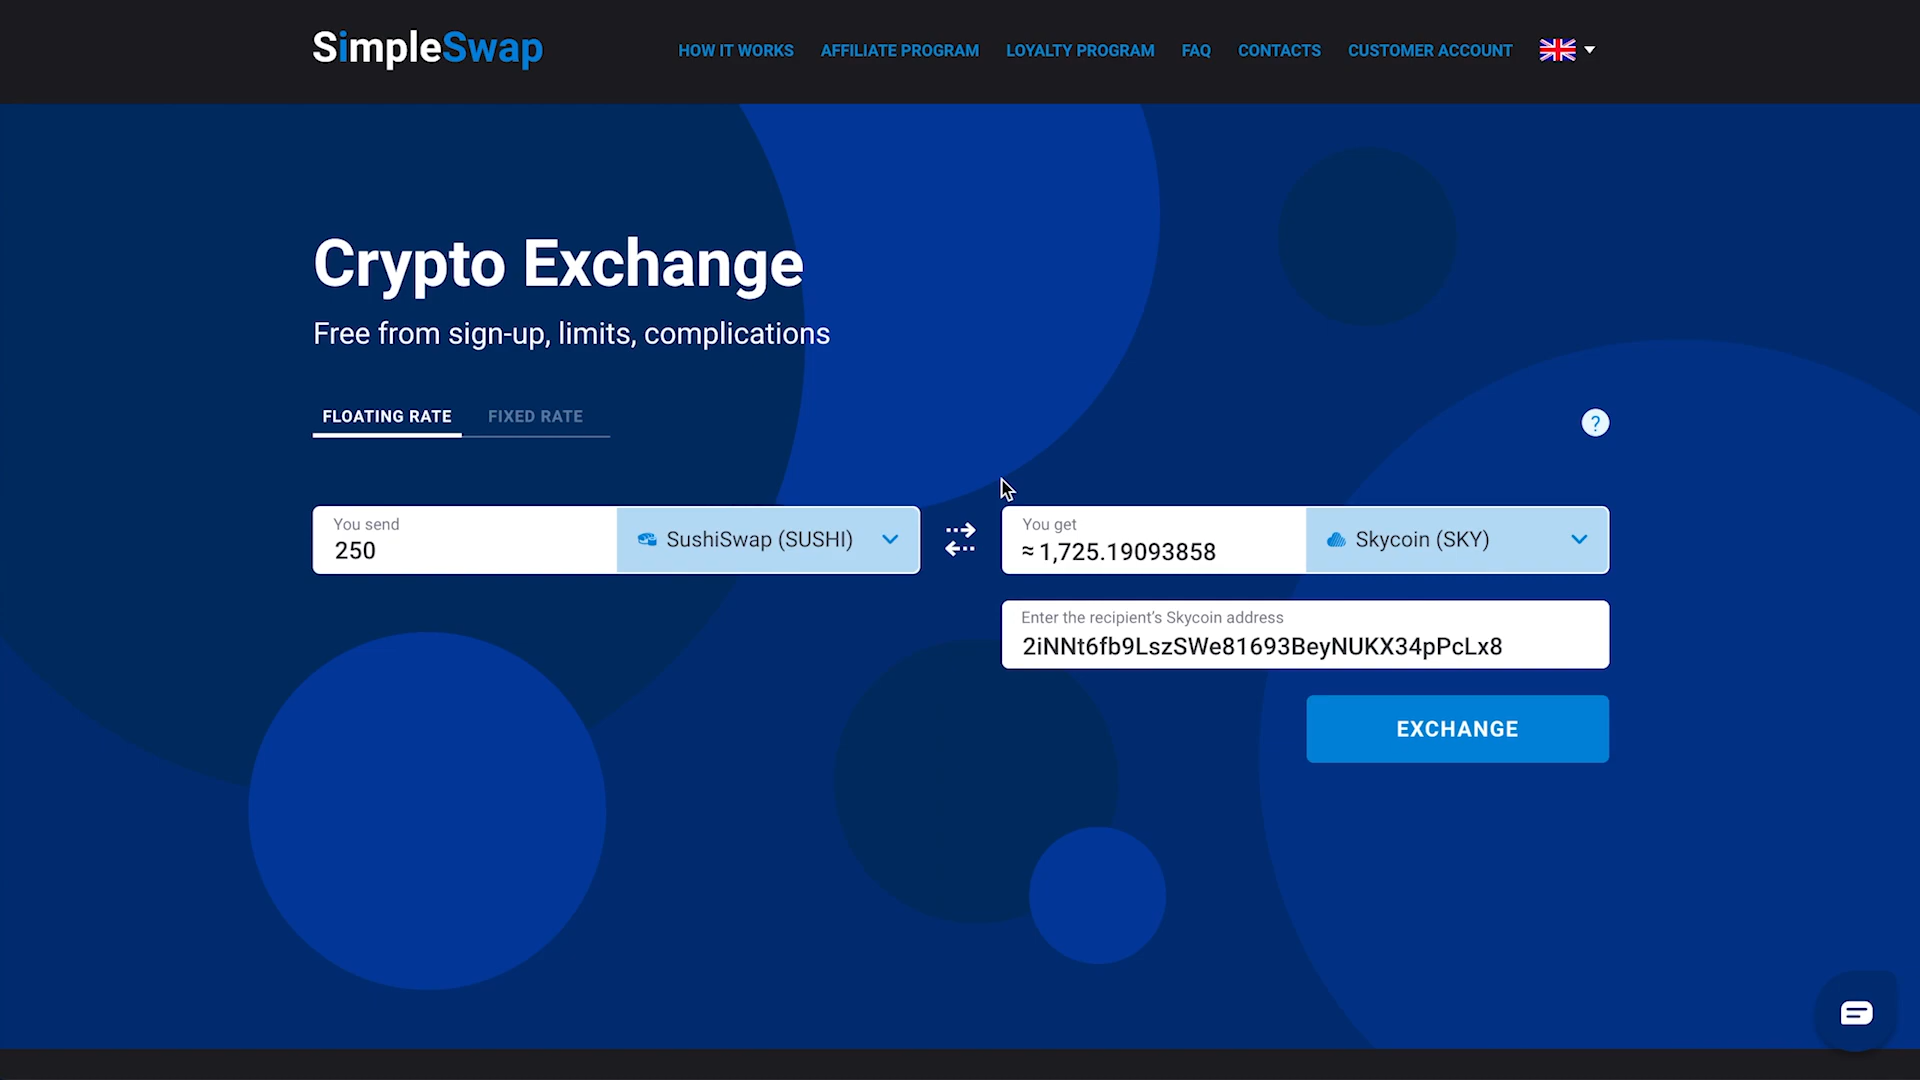 SimpleSwap
HOW IT WORKS
AFFILIATE PROGRAM
LOYALTY PROGRAM
FAQ
CONTACTS
CUSTOMER ACCOUNT
Crypto Exchange
Free from sign-up, limits, complications
FLOATING RATE
FIXED RATE
?
You send
250
SushiSwap (SUSHI)
You get
≈ 1,725.19093858
Skycoin (SKY)
Enter the recipient’s Skycoin address
2iNNt6fb9LszSWe81693BeyNUKX34pPcLx8
EXCHANGE